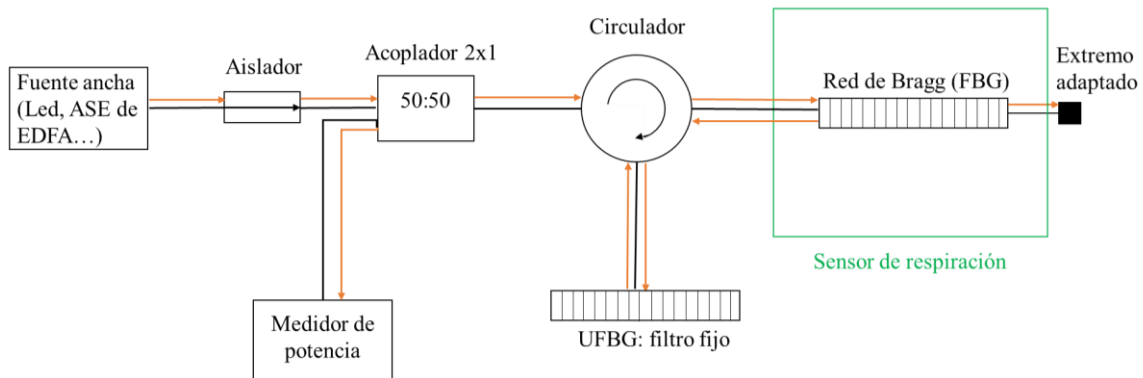 Fuente ancha
(Led, ASE de
EDFA…)
Aislador
Acoplador 2x1
50:50
Circulador
Red de Bragg (FBG)
Extremo
adaptado
Sensor de respiración
Medidor de
potencia
UFBG: filtro fijo